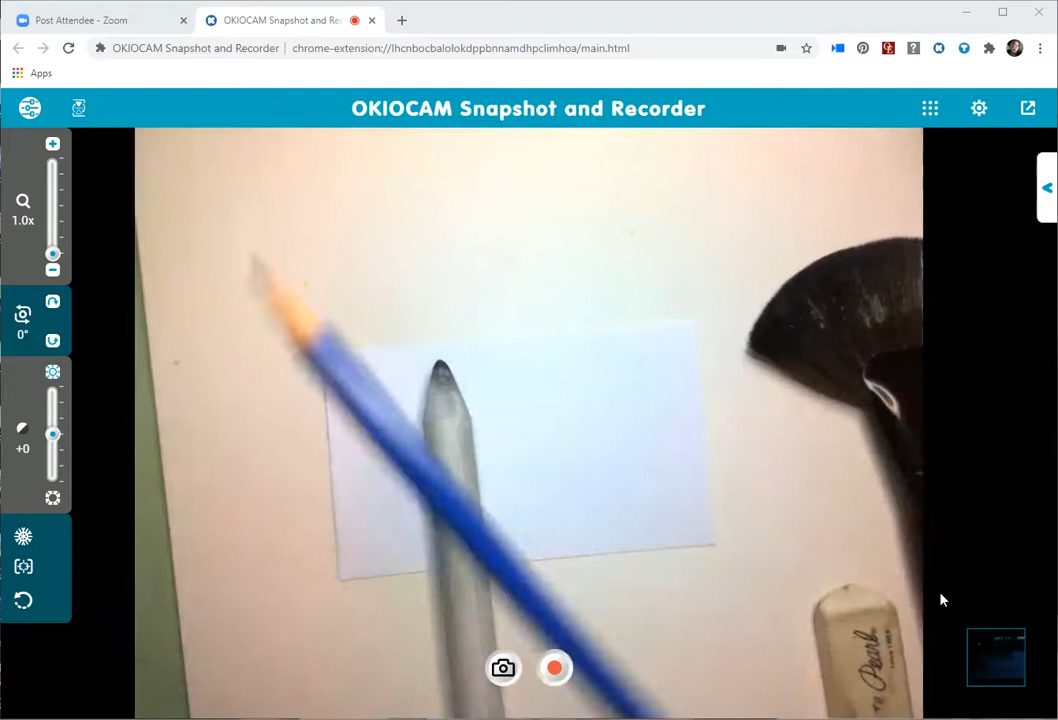 Post Attendee - Zoom
OKIOCAM Snapshot and Rec
OKIOCAM Snapshot and Recorder
chrome-extension://lhcnbocbalolokdppbnnamdhpclimhoa/main.html
Apps
OKIOCAM Snapshot and Recorder
1.0x
0°
+0
Pearl